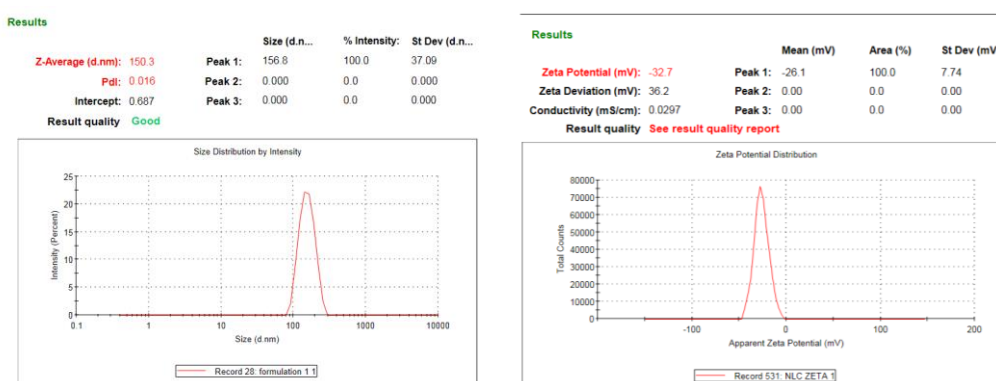 Results
Size (d.n... % Intensity: St Dev (d.n...
Z-Average (d.nm): 150.3 Peak 1: 156.8 100.0 37.09
PdI: 0.016 Peak 2: 0.000 0.0 0.000
Intercept: 0.687 Peak 3: 0.000 0.0 0.000
Result quality Good
Size Distribution by Intensity
Intensity (Percent)
25
20
15
10
5
0
0.1 1 10 100 1000 10000
Size (d.nm)
Record 28: formulation 1 1
Results
Mean (mV) Area (%) St Dev (mV
Zeta Potential (mV): -32.7 Peak 1: -26.1 100.0 7.74
Zeta Deviation (mV): 36.2 Peak 2: 0.00 0.0 0.00
Conductivity (mS/cm): 0.0297 Peak 3: 0.00 0.0 0.00
Result quality See result quality report
Zeta Potential Distribution
Total Counts
80000
70000
60000
50000
40000
30000
20000
10000
0
-100 0 100 200
Apparent Zeta Potential (mV)
Record 531: NLC ZETA 1